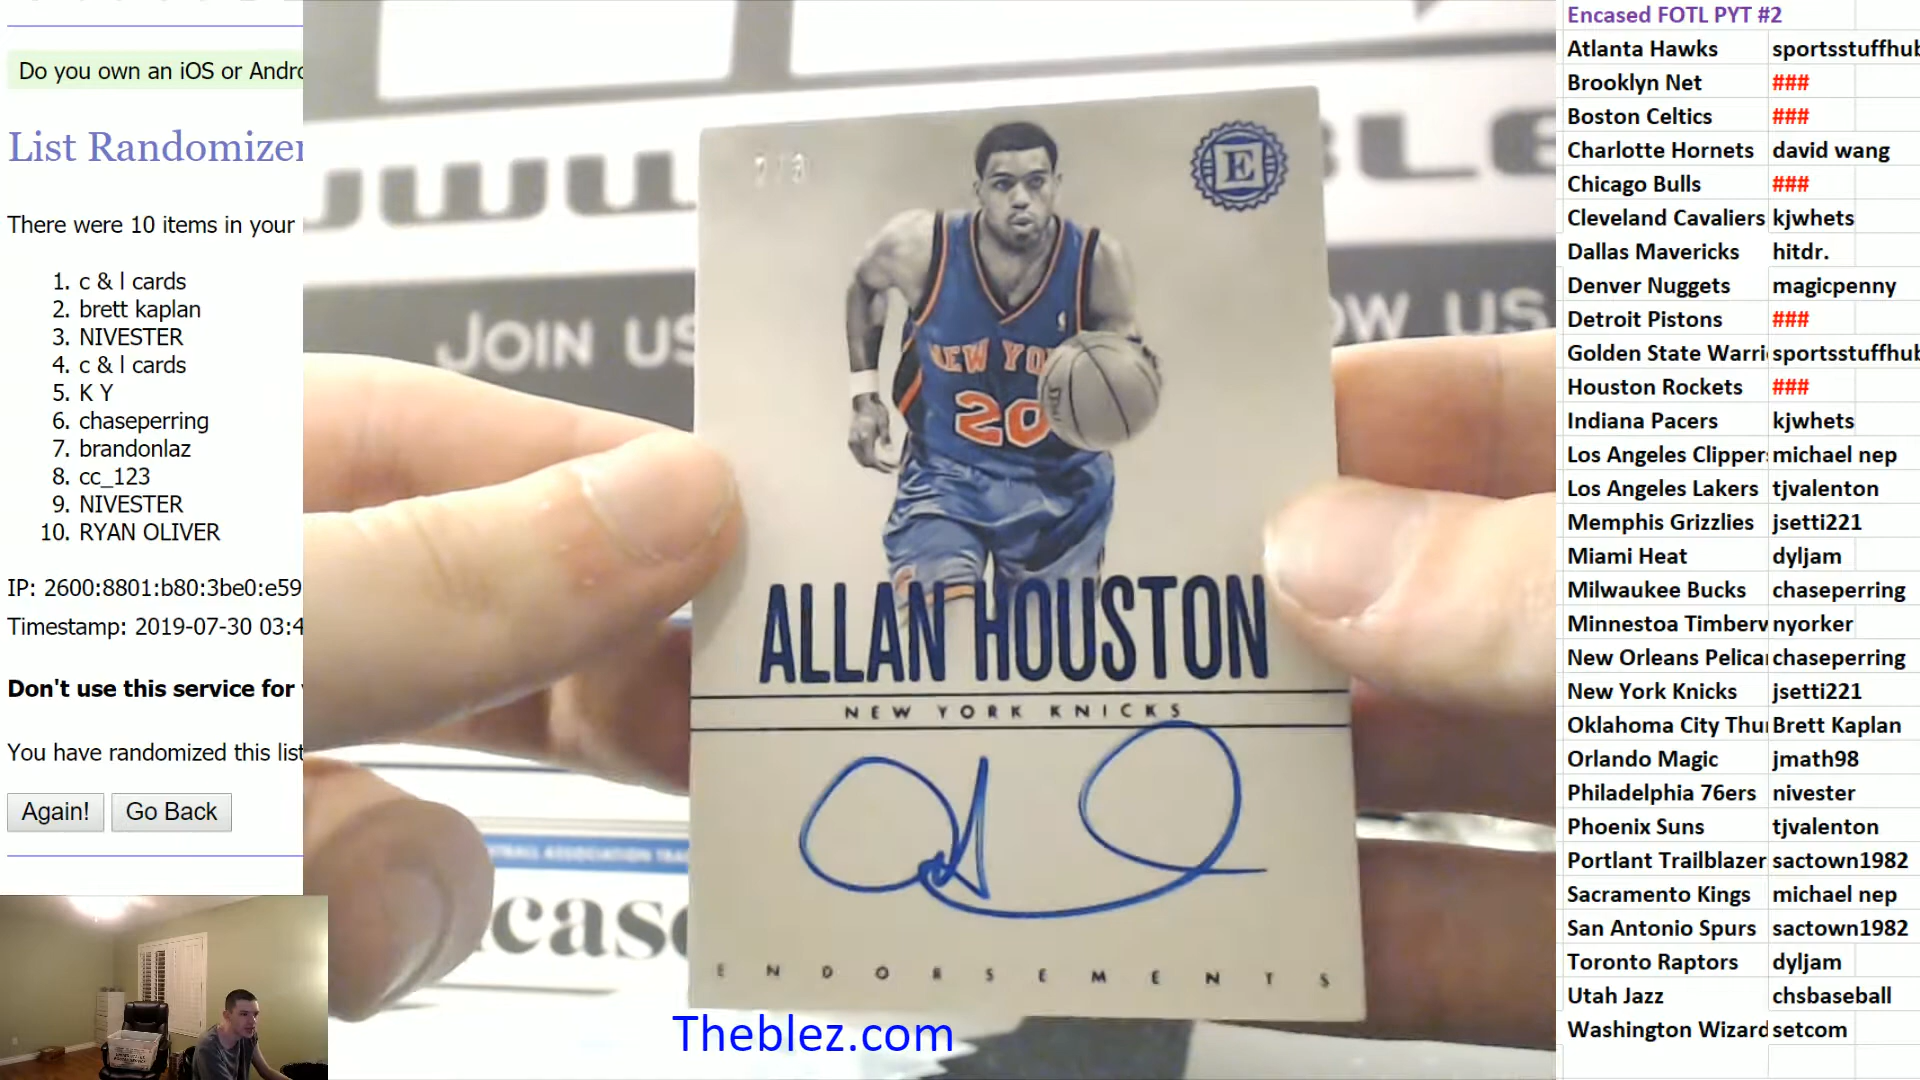 Do you own an iOS or Andro
List Randomizer
There were 10 items in your
1. c & l cards
2. brett kaplan
3. NIVESTER
4. c & l cards
5. K Y
6. chaseperring
7. brandonlaz
8. cc_123
9. NIVESTER
10. RYAN OLIVER
IP: 2600:8801:b80:3be0:e59
Timestamp: 2019-07-30 03:4
Don't use this service for
You have randomized this list
Again! Go Back
JOIN US
OW US
E
NEW YO
20
ALLAN HOUSTON
NEW YORK KNICKS
ENDORSEMENTS
Theblez.com
Encased FOTL PYT #2
Atlanta Hawks sportsstuffhub
Brooklyn Net ###
Boston Celtics ###
Charlotte Hornets david wang
Chicago Bulls ###
Cleveland Cavaliers kjwhets
Dallas Mavericks hitdr.
Denver Nuggets magicpenny
Detroit Pistons ###
Golden State Warri sportsstuffhub
Houston Rockets ###
Indiana Pacers kjwhets
Los Angeles Clippers michael nep
Los Angeles Lakers tjvalenton
Memphis Grizzlies jsetti221
Miami Heat dyljam
Milwaukee Bucks chaseperring
Minnestoa Timberw nyorker
New Orleans Pelica chaseperring
New York Knicks jsetti221
Oklahoma City Thu Brett Kaplan
Orlando Magic jmath98
Philadelphia 76ers nivester
Phoenix Suns tjvalenton
Portlant Trailblazer sactown1982
Sacramento Kings michael nep
San Antonio Spurs sactown1982
Toronto Raptors dyljam
Utah Jazz chsbaseball
Washington Wizard setcom